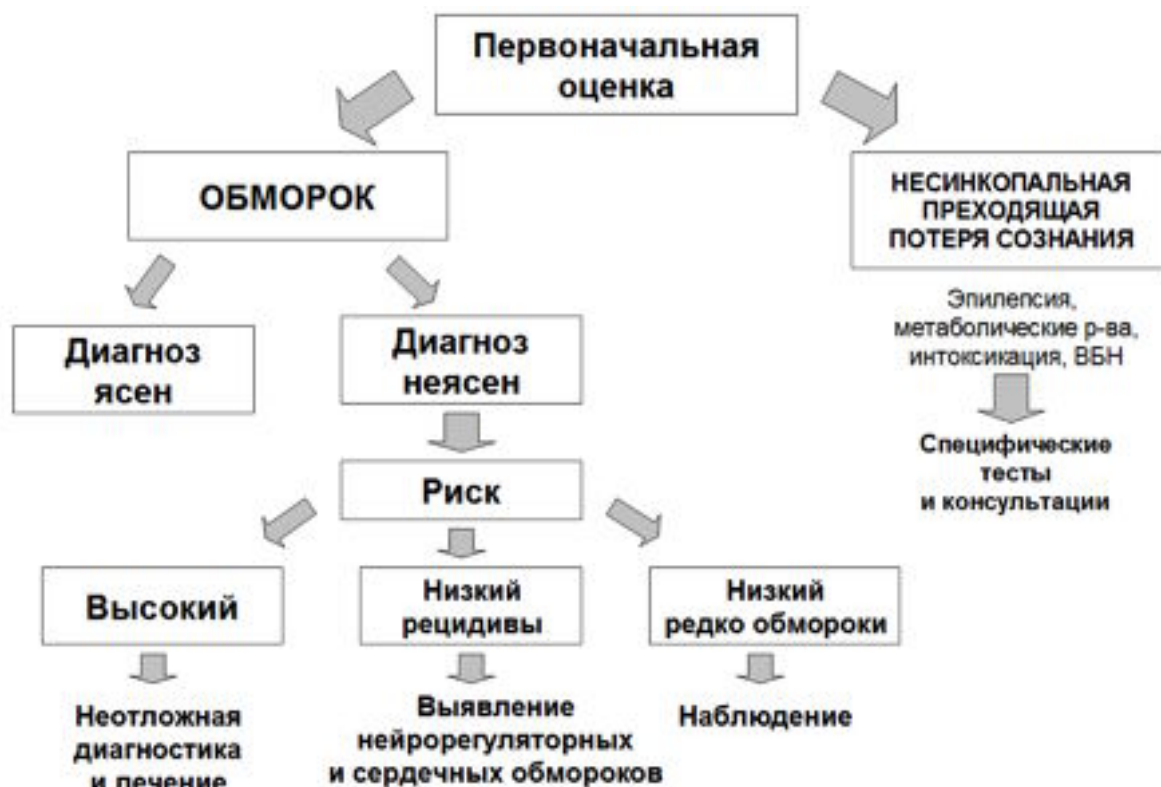 Первоначальная
оценка
ОБМОРОК
НЕСИНКОПАЛЬНАЯ
ПРЕХОДЯЩАЯ
ПОТЕРЯ СОЗНАНИЯ
Эпилепсия,
метаболические р-ва,
интоксикация, ВБН
Специфические
тесты
и консультации
Диагноз
ясен
Диагноз
неясен
Риск
Высокий
Низкий
рецидивы
Низкий
редко обмороки
Неотложная
диагностика
и лечение
Выявление
нейрорегуляторных
и сердечных обмороков
Наблюдение